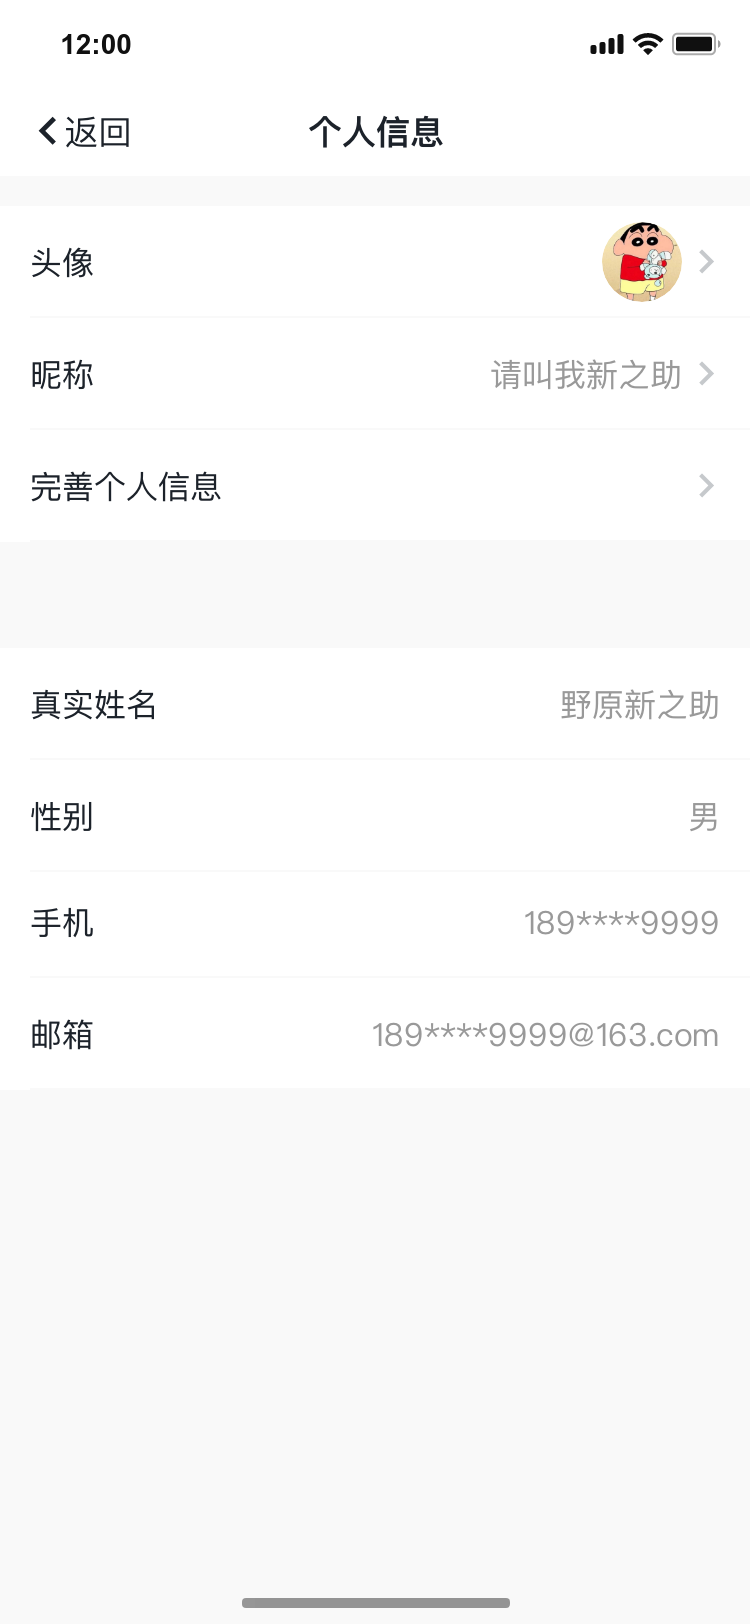 12:00
返回
个人信息
头像
昵称
请叫我新之助
完善个人信息
真实姓名
野原新之助
性别
男
手机
189****9999
邮箱
189****9999@163.com